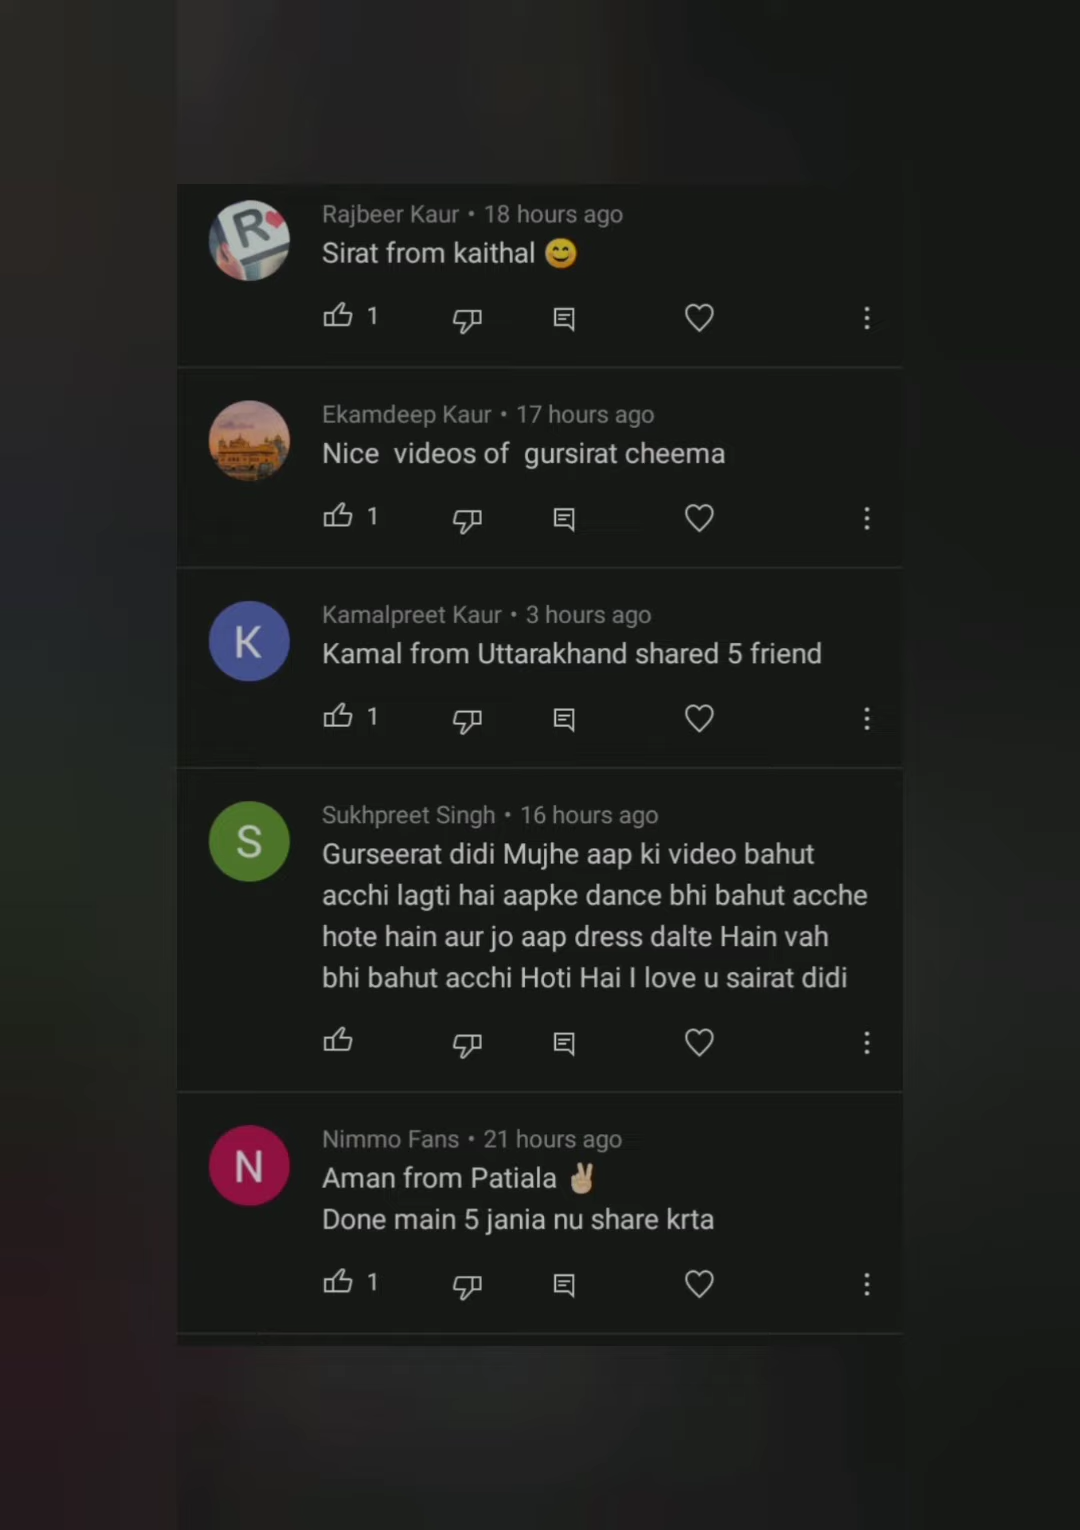 R
Rajbeer Kaur • 18 hours ago
Sirat from kaithal 😊
1
Ekamdeep Kaur • 17 hours ago
Nice videos of gursirat cheema
1
K
Kamalpreet Kaur • 3 hours ago
Kamal from Uttarakhand shared 5 friend
1
S
Sukhpreet Singh • 16 hours ago
Gurseerat didi Mujhe aap ki video bahut
acchi lagti hai aapke dance bhi bahut acche
hote hain aur jo aap dress dalte Hain vah
bhi bahut acchi Hoti Hai I love u sairat didi
N
Nimmo Fans • 21 hours ago
Aman from Patiala ✌🏼
Done main 5 jania nu share krta
1